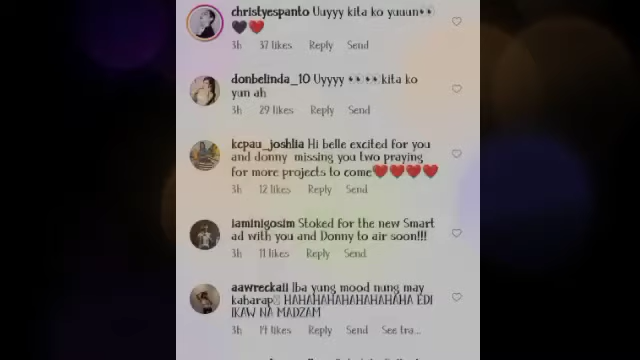 christyespanto Uuyyy kita ko yuuun👀
🖤❤️
3h 37 likes Reply Send
donbelinda_10 Uyyyy 👀👀kita ko
yun ah
3h 29 likes Reply Send
kcpau_joshlia Hi belle excited for you
and donny missing you two praying
for more projects to come❤️❤️❤️❤️
3h 12 likes Reply Send
iaminigosim Stoked for the new Smart
ad with you and Donny to air soon!!!
3h 11 likes Reply Send
aawreckaii Iba yung mood nung may
kaharap HAHAHAHAHAHAHAHAHA EDI
IKAW NA MADZAM
3h 14 likes Reply Send See tra...